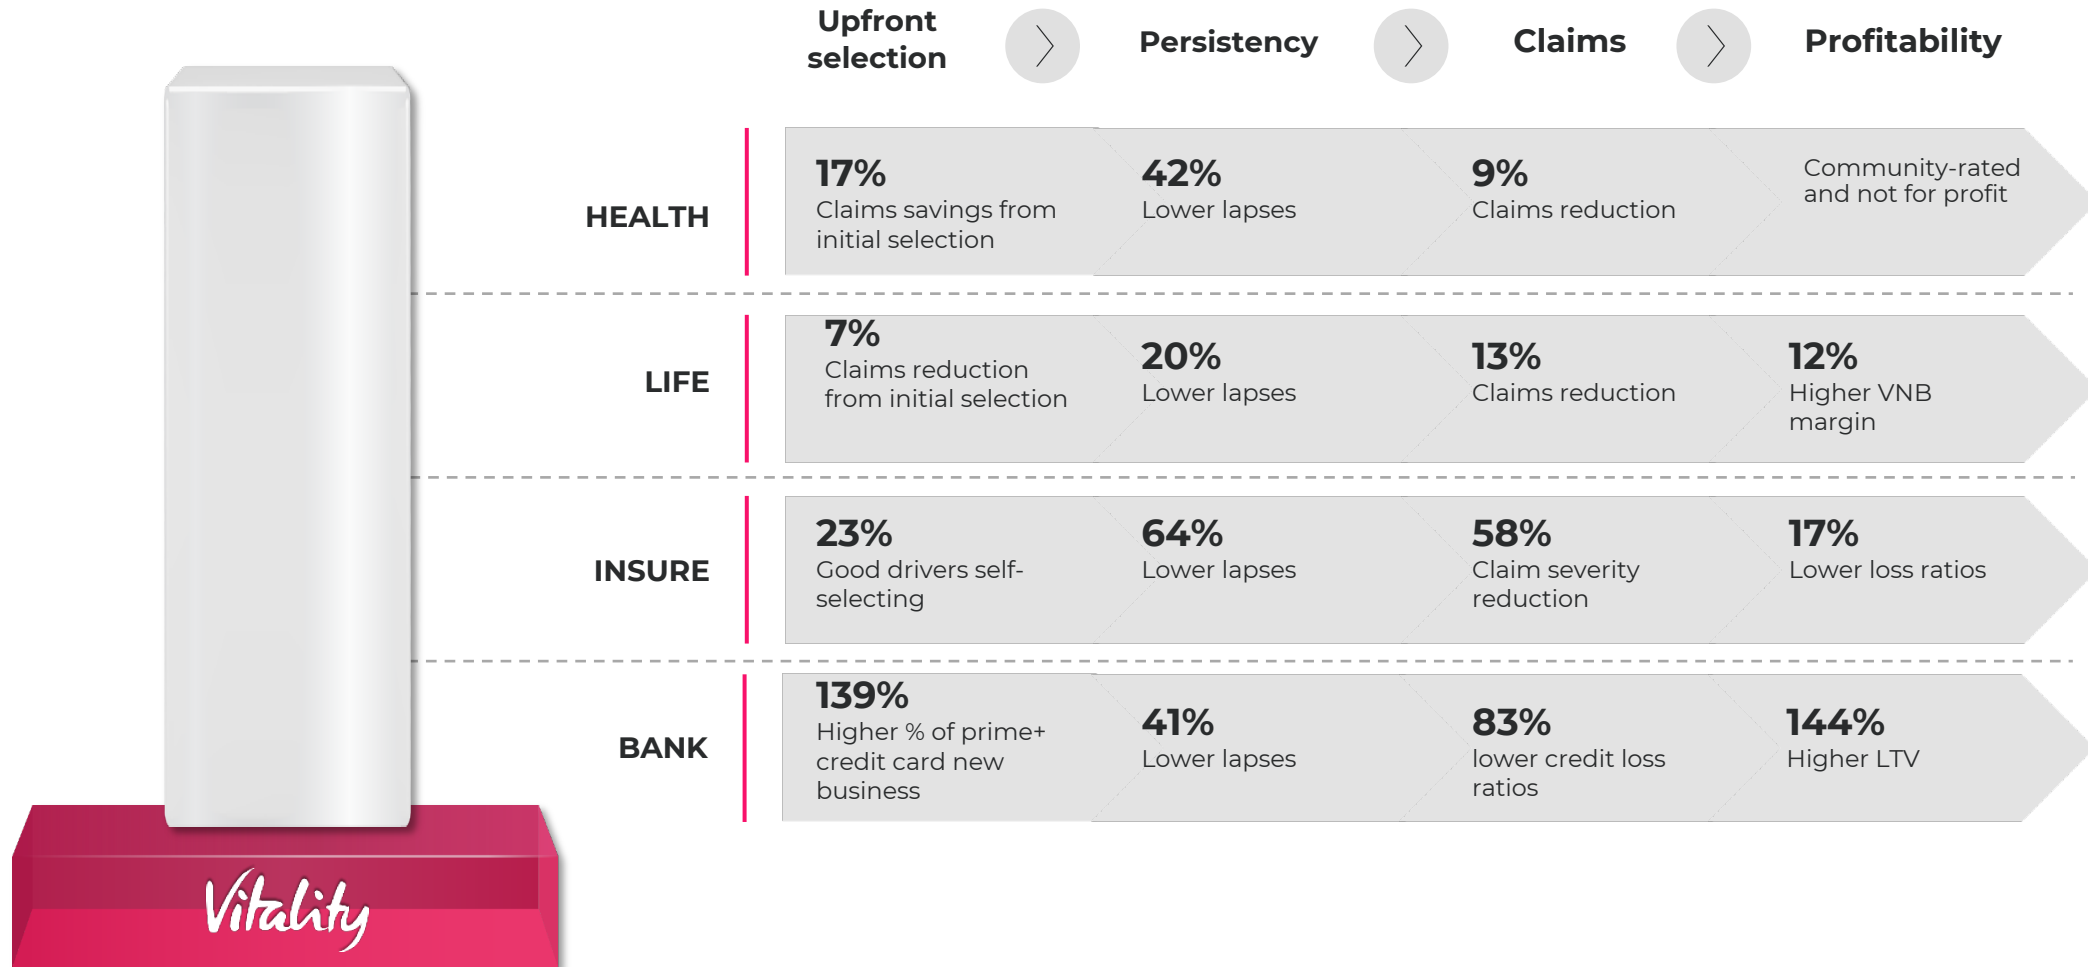 Upfront
selection
Persistency
Claims
Profitability
HEALTH
17%
Claims savings from
initial selection
42%
Lower lapses
9%
Claims reduction
Community-rated
and not for profit
LIFE
7%
Claims reduction
from initial selection
20%
Lower lapses
13%
Claims reduction
12%
Higher VNB
margin
INSURE
23%
Good drivers self-
selecting
64%
Lower lapses
58%
Claim severity
reduction
17%
Lower loss ratios
BANK
139%
Higher % of prime+
credit card new
business
41%
Lower lapses
83%
lower credit loss
ratios
144%
Higher LTV
Vitality